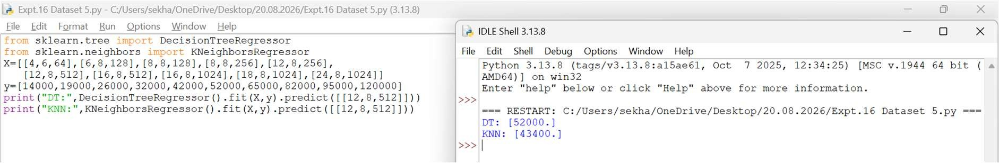 Expt.16 Dataset 5.py - C:/Users/sekha/OneDrive/Desktop/20.08.2026/Expt.16 Dataset 5.py (3.13.8)
File Edit Format Run Options Window Help
from sklearn.tree import DecisionTreeRegressor
from sklearn.neighbors import KNeighborsRegressor
X=[[4,6,64],[6,8,128],[8,8,128],[8,8,256],[12,8,256],
[12,8,512],[16,8,512],[16,8,1024],[18,8,1024],[24,8,1024]]
y=[14000,19000,26000,32000,42000,52000,65000,82000,95000,120000]
print("DT:",DecisionTreeRegressor().fit(X,y).predict([[12,8,512]]))
print("KNN:",KNeighborsRegressor().fit(X,y).predict([[12,8,512]]))
IDLE Shell 3.13.8
File Edit Shell Debug Options Window Help
Python 3.13.8 (tags/v3.13.8:a15ae61, Oct  7 2025, 12:34:25) [MSC v.1944 64 bit (
AMD64)] on win32
Enter "help" below or click "Help" above for more information.
>>>
=== RESTART: C:/Users/sekha/OneDrive/Desktop/20.08.2026/Expt.16 Dataset 5.py ===
DT: [52000.]
KNN: [43400.]
>>>